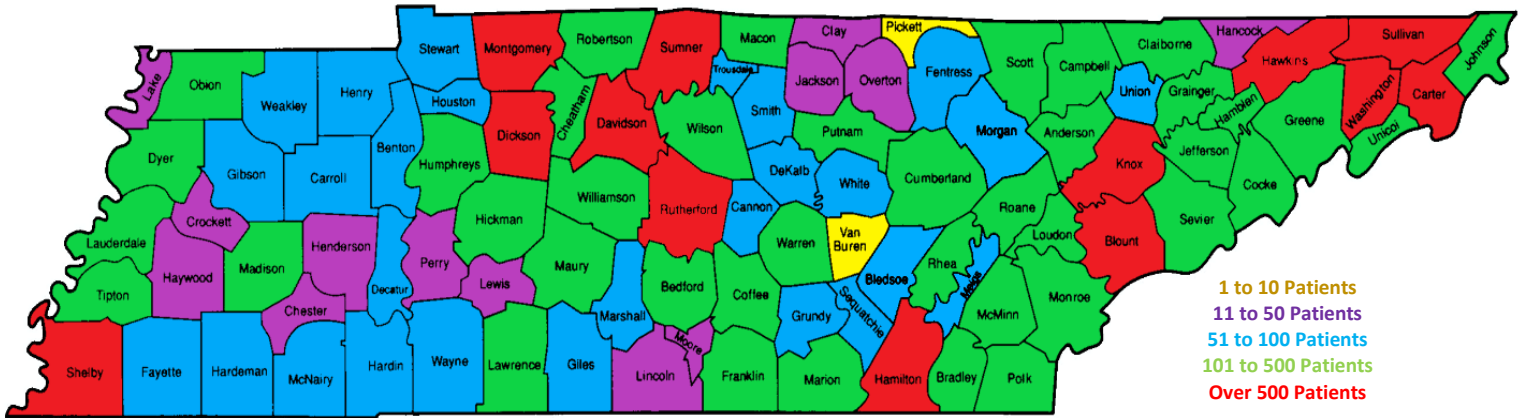 Stewart
Montgomery
Robertson
Sumner
Macon
Clay
Pickett
Hancock
Sullivan
Johnson
Lake
Obion
Weakley
Henry
Houston
Cheatham
Trousdale
Jackson
Overton
Fentress
Scott
Campbell
Claiborne
Union
Grainger
Hawkins
Hamblen
Washington
Carter
Unicoi
Greene
Dyer
Gibson
Carroll
Benton
Humphreys
Dickson
Davidson
Wilson
Smith
Putnam
Morgan
Anderson
Knox
Jefferson
Cocke
DeKalb
White
Cumberland
Roane
Sevier
Crockett
Lauderdale
Haywood
Madison
Henderson
Decatur
Perry
Hickman
Williamson
Rutherford
Cannon
Warren
Van
Buren
Bledsoe
Rhea
Meigs
Loudon
Blount
Tipton
Chester
Lewis
Maury
Marshall
Bedford
Coffee
Grundy
Sequatchie
McMinn
Monroe
Shelby
Fayette
Hardeman
McNairy
Hardin
Wayne
Lawrence
Giles
Lincoln
Moore
Franklin
Marion
Hamilton
Bradley
Polk
1 to 10 Patients
11 to 50 Patients
51 to 100 Patients
101 to 500 Patients
Over 500 Patients